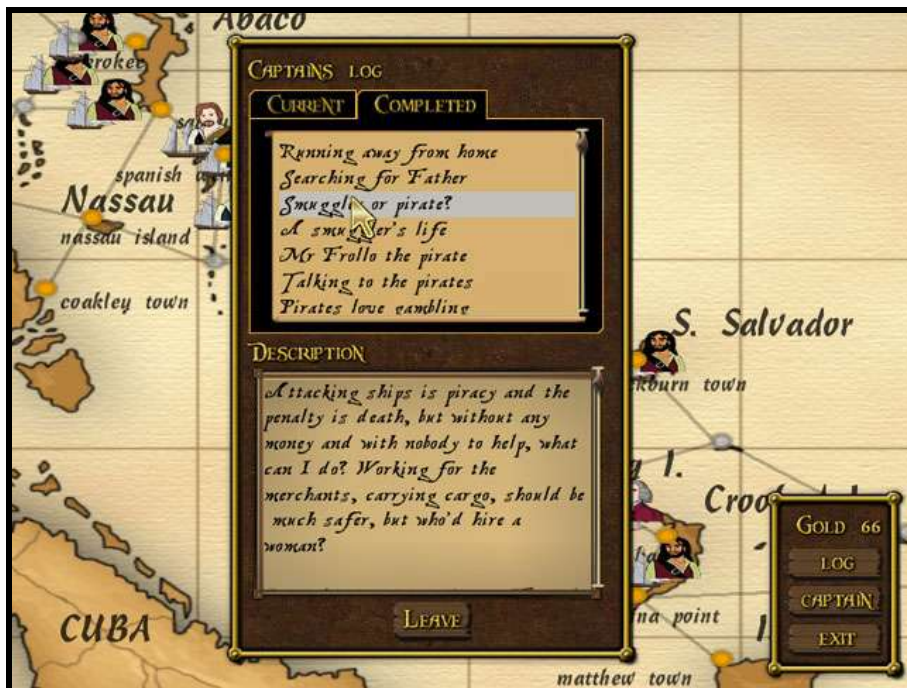 Abaco
Captains log
Current
Completed
Running away from home
Searching for Father
or pirate?
A life
Mr Frollo the pirate
Talking to the pirates
Pirates love gambling
Description
Attacking ships is piracy and the
penalty is death, but without any
money and with nobody to help, what
can I do? Working for the
merchants, carrying cargo, should be
much safer, but who'd hire a
woman?
Leave
spanish
Nassau
nassau island
coakley town
CUBA
S. Salvador
town
I.
point
matthew town
Gold 66
Log
Captain
Exit